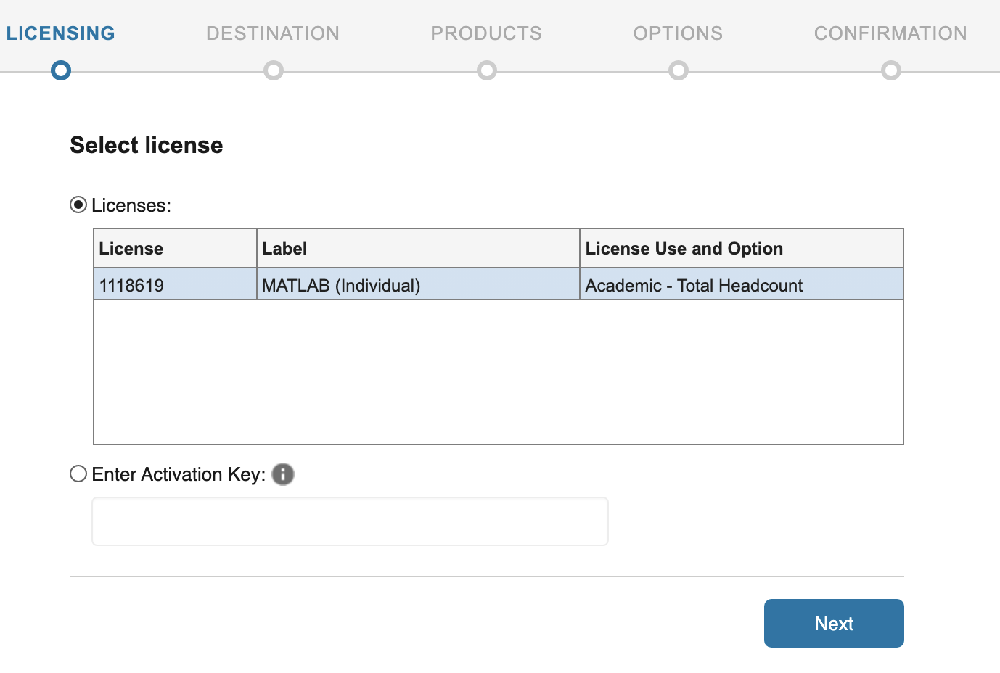 LICENSING DESTINATION PRODUCTS OPTIONS CONFIRMATION
Select license
Licenses:
License Label License Use and Option
1118619 MATLAB (Individual) Academic - Total Headcount
Enter Activation Key: i
Next